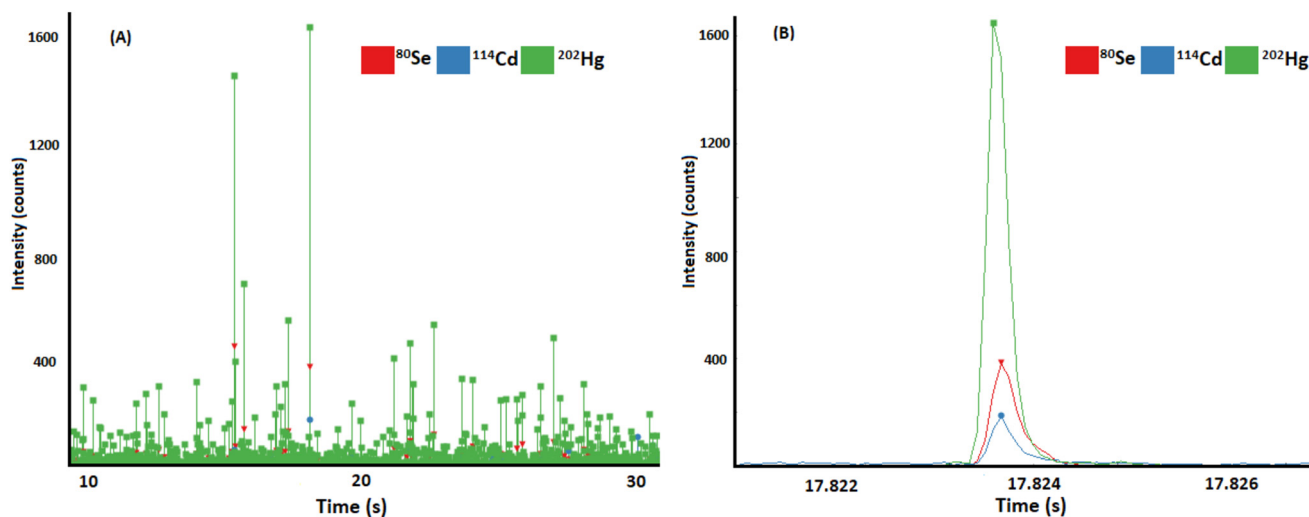 (A)
⁸⁰Se ¹¹⁴Cd ²⁰²Hg
1600
1200
800
400
Intensity (counts)
10 20 30
Time (s)
(B)
⁸⁰Se ¹¹⁴Cd ²⁰²Hg
1600
1200
800
400
Intensity (counts)
17.822 17.824 17.826
Time (s)